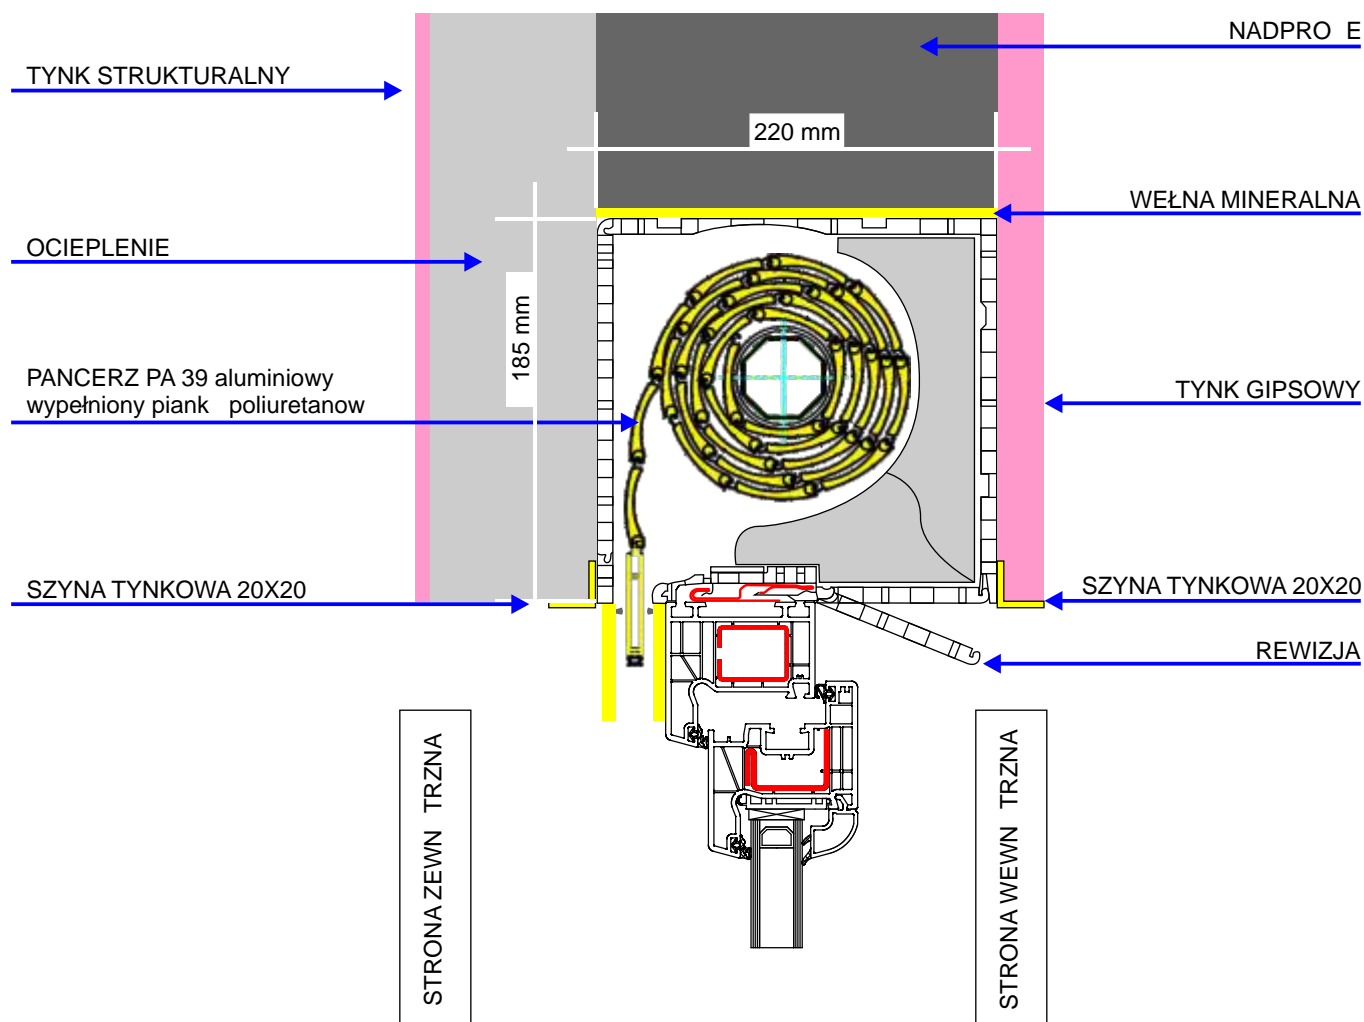 NADPRO E
TYNK STRUKTURALNY
220 mm
WEŁNA MINERALNA
OCIEPLENIE
185 mm
PANCERZ PA 39 aluminiowy
wypełniony piank poliuretanow
TYNK GIPSOWY
SZYNA TYNKOWA 20X20
SZYNA TYNKOWA 20X20
REWIZJA
STRONA ZEWN TRZNA
STRONA WEWN TRZNA